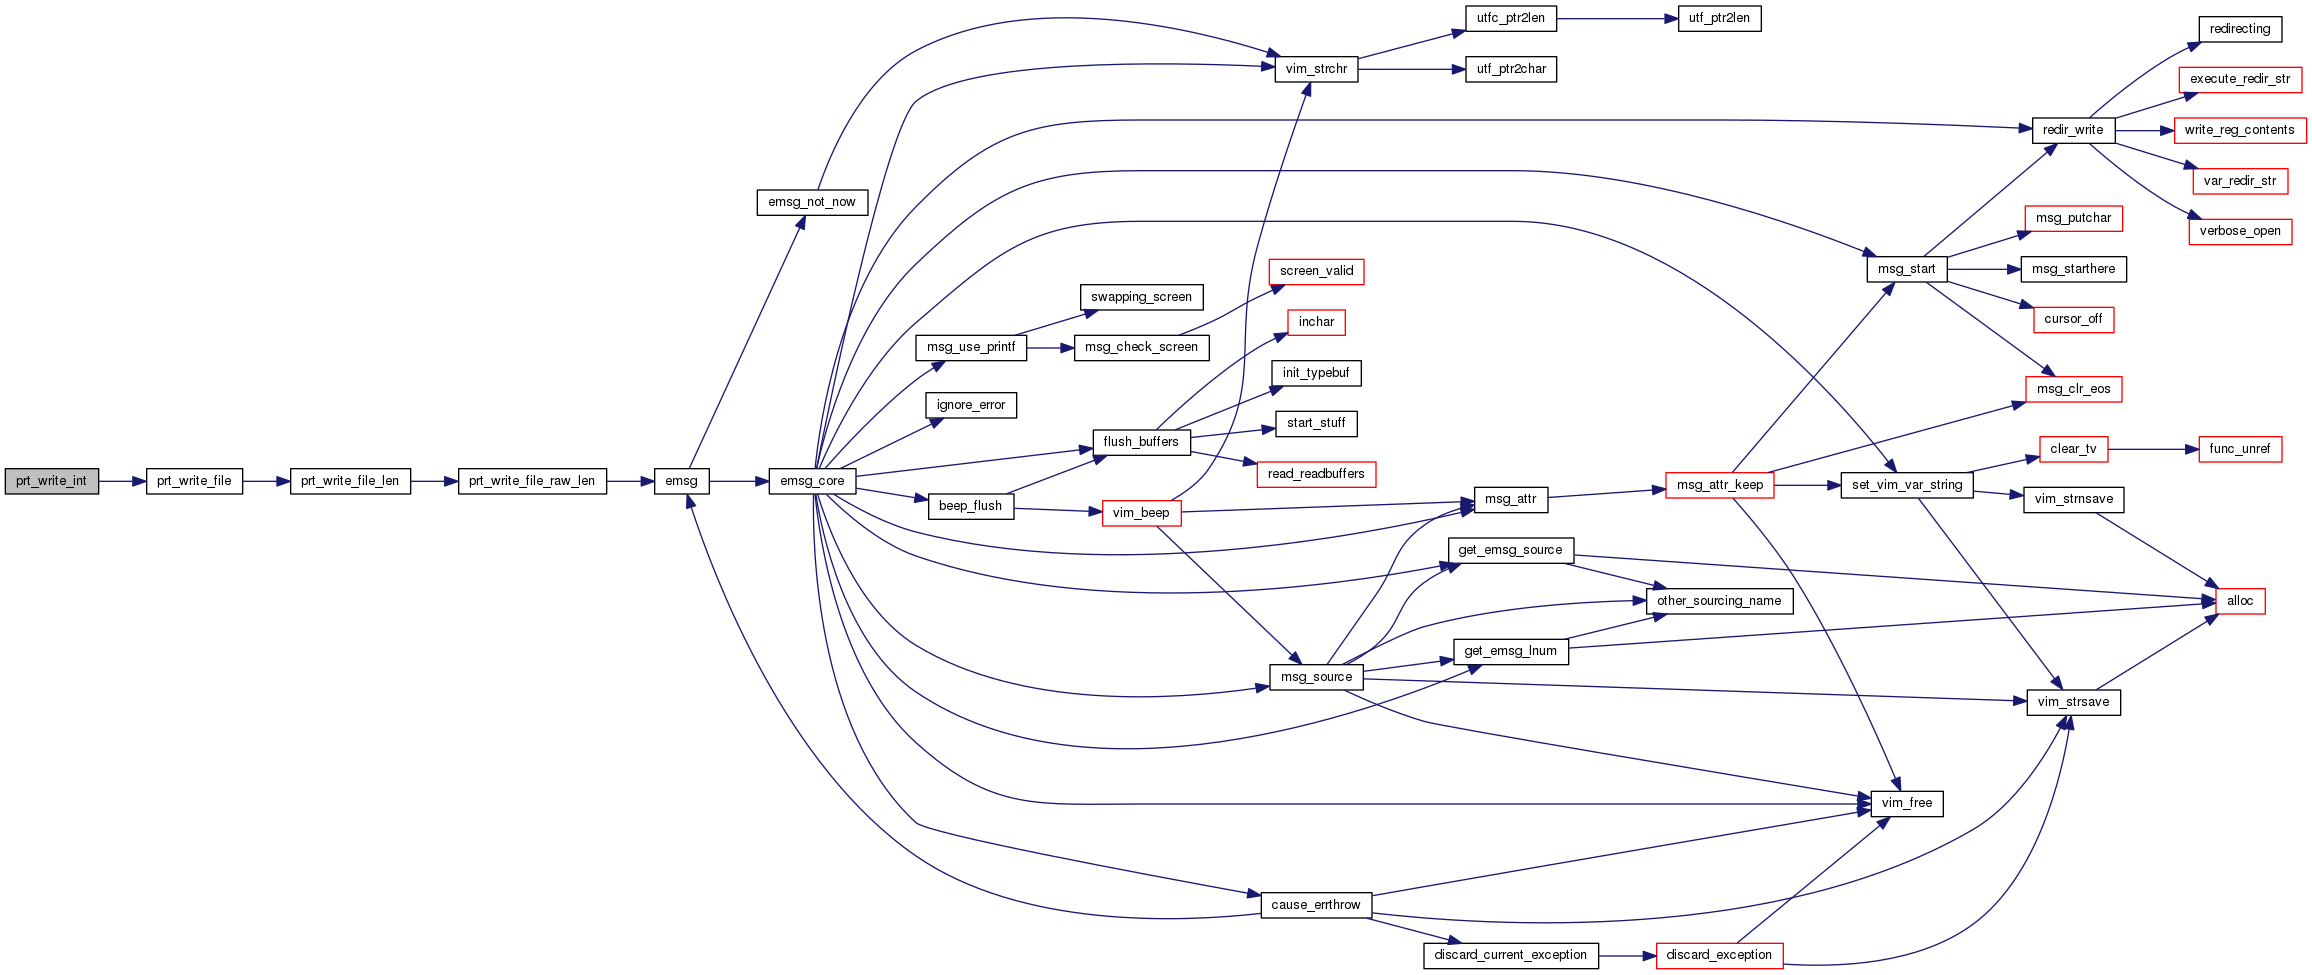 prt_write_int
prt_write_file
prt_write_file_len
prt_write_file_raw_len
emsg
emsg_not_now
emsg_core
msg_use_printf
ignore_error
beep_flush
swapping_screen
msg_check_screen
flush_buffers
vim_beep
vim_strchr
screen_valid
inchar
init_typebuf
start_stuff
read_readbuffers
msg_source
cause_errthrow
utfc_ptr2len
utf_ptr2char
msg_attr
get_emsg_source
get_emsg_lnum
discard_current_exception
utf_ptr2len
msg_attr_keep
other_sourcing_name
discard_exception
msg_start
set_vim_var_string
vim_free
redir_write
msg_putchar
msg_starthere
cursor_off
msg_clr_eos
clear_tv
vim_strnsave
vim_strsave
redirecting
execute_redir_str
write_reg_contents
var_redir_str
verbose_open
func_unref
alloc